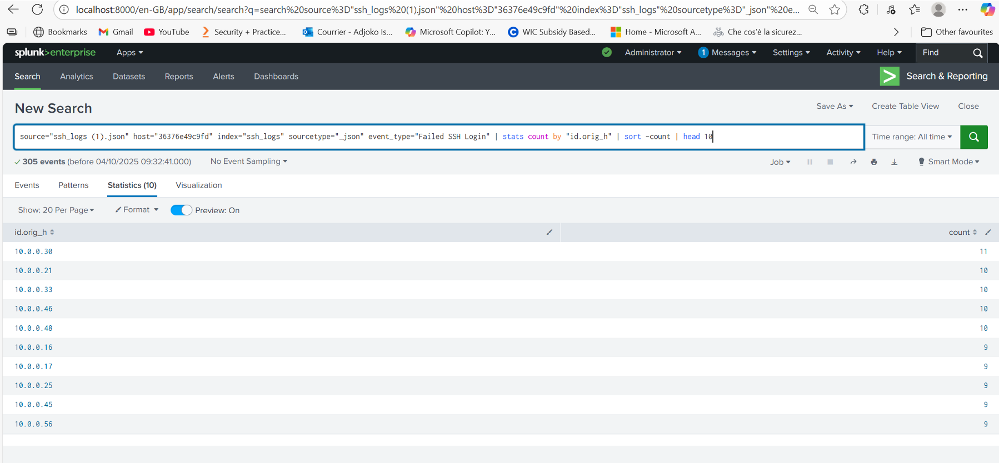 localhost:8000/en-GB/app/search/search?q=search%20source%3D"ssh_logs%20(1).json"%20host%3D"36376e49c9fd"%20index%3D"ssh_logs"%20sourcetype%3D"_json"%20e...
Bookmarks Gmail YouTube Security + Practice... Courrier - Adjoko Is... Microsoft Copilot: Y... WIC Subsidy Based... Home - Microsoft A... Che cos'è la sicurez... Other favourites
splunk>enterprise Apps Administrator 1 Messages Settings Activity Help Find
Search Analytics Datasets Reports Alerts Dashboards > Search & Reporting
New Search Save As Create Table View Close
source="ssh_logs (1).json" host="36376e49c9fd" index="ssh_logs" sourcetype="_json" event_type="Failed SSH Login" | stats count by "id.orig_h" | sort -count | head 10 Time range: All time
305 events (before 04/10/2025 09:32:41.000) No Event Sampling Job Smart Mode
Events Patterns Statistics (10) Visualization
Show: 20 Per Page Format Preview: On
id.orig_h count
10.0.0.30 11
10.0.0.21 10
10.0.0.33 10
10.0.0.46 10
10.0.0.48 10
10.0.0.16 9
10.0.0.17 9
10.0.0.25 9
10.0.0.45 9
10.0.0.56 9